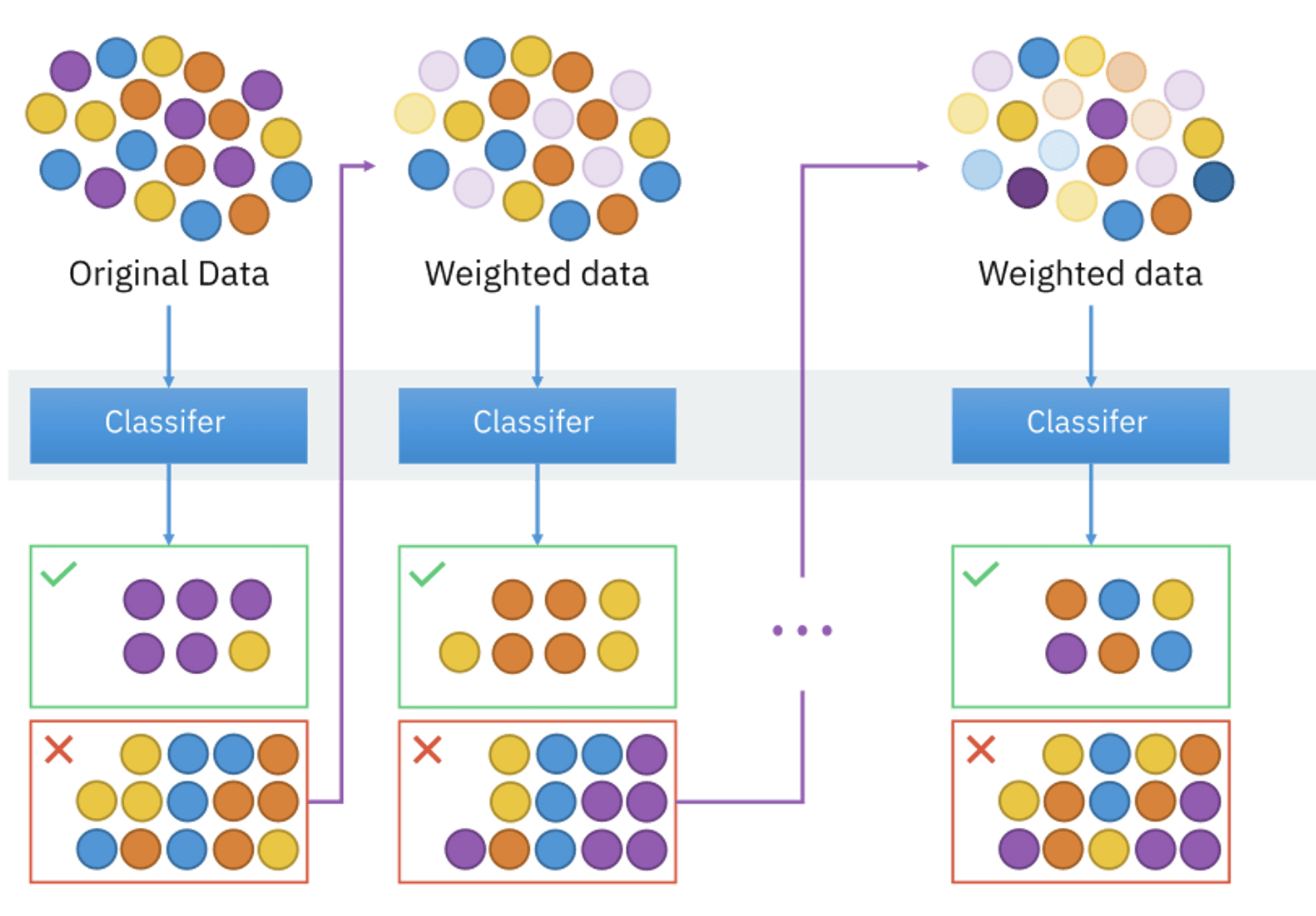 Original Data
Weighted data
Weighted data
Classifer
Classifer
Classifer